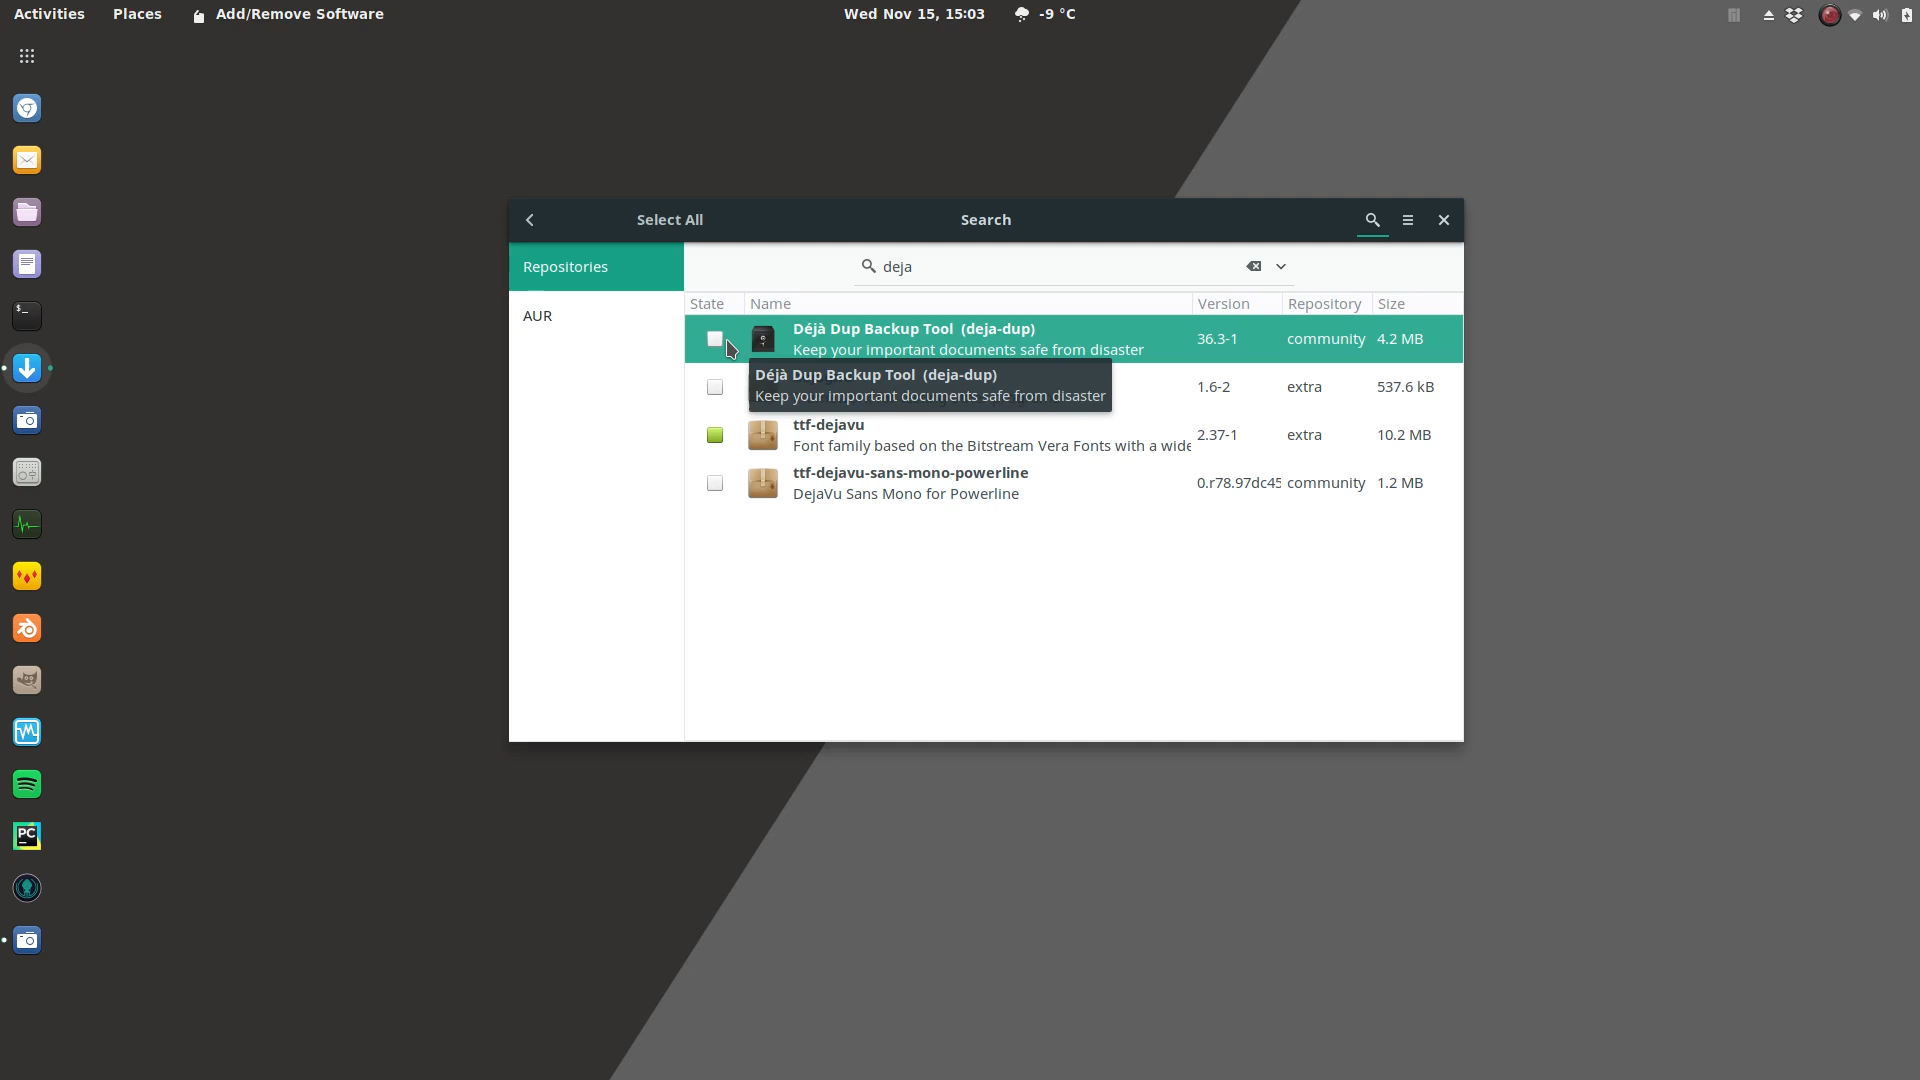 Activities Places Add/Remove Software Wed Nov 15, 15:03 -9 °C
Select All Search
Repositories
AUR
deja
State Name Version Repository Size
Déjà Dup Backup Tool (deja-dup)
Keep your important documents safe from disaster
36.3-1 community 4.2 MB
Déjà Dup Backup Tool (deja-dup)
Keep your important documents safe from disaster
1.6-2 extra 537.6 kB
ttf-dejavu
Font family based on the Bitstream Vera Fonts with a wide
2.37-1 extra 10.2 MB
ttf-dejavu-sans-mono-powerline
DejaVu Sans Mono for Powerline
0.r78.97dc45 community 1.2 MB
$_
PC